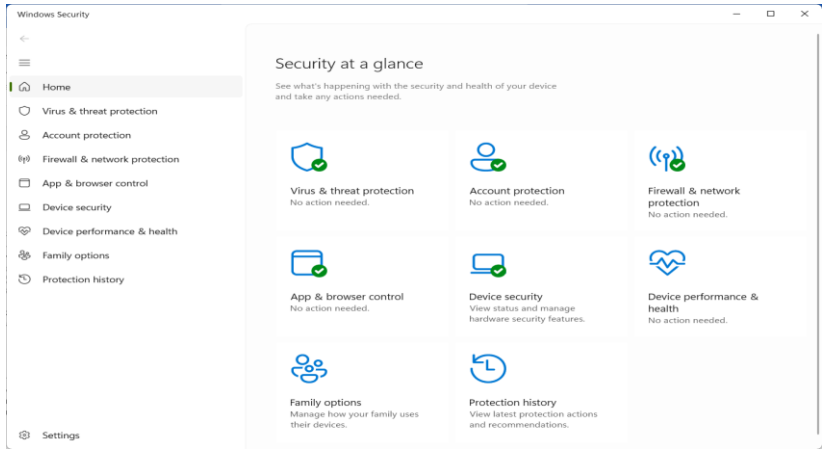 Windows Security
Home
Virus & threat protection
Account protection
Firewall & network protection
App & browser control
Device security
Device performance & health
Family options
Protection history
Settings
Security at a glance
See what's happening with the security and health of your device
and take any actions needed.
Virus & threat protection
No action needed.
Account protection
No action needed.
Firewall & network
protection
No action needed.
App & browser control
No action needed.
Device security
View status and manage
hardware security features.
Device performance &
health
No action needed.
Family options
Manage how your family uses
their devices.
Protection history
View latest protection actions
and recommendations.